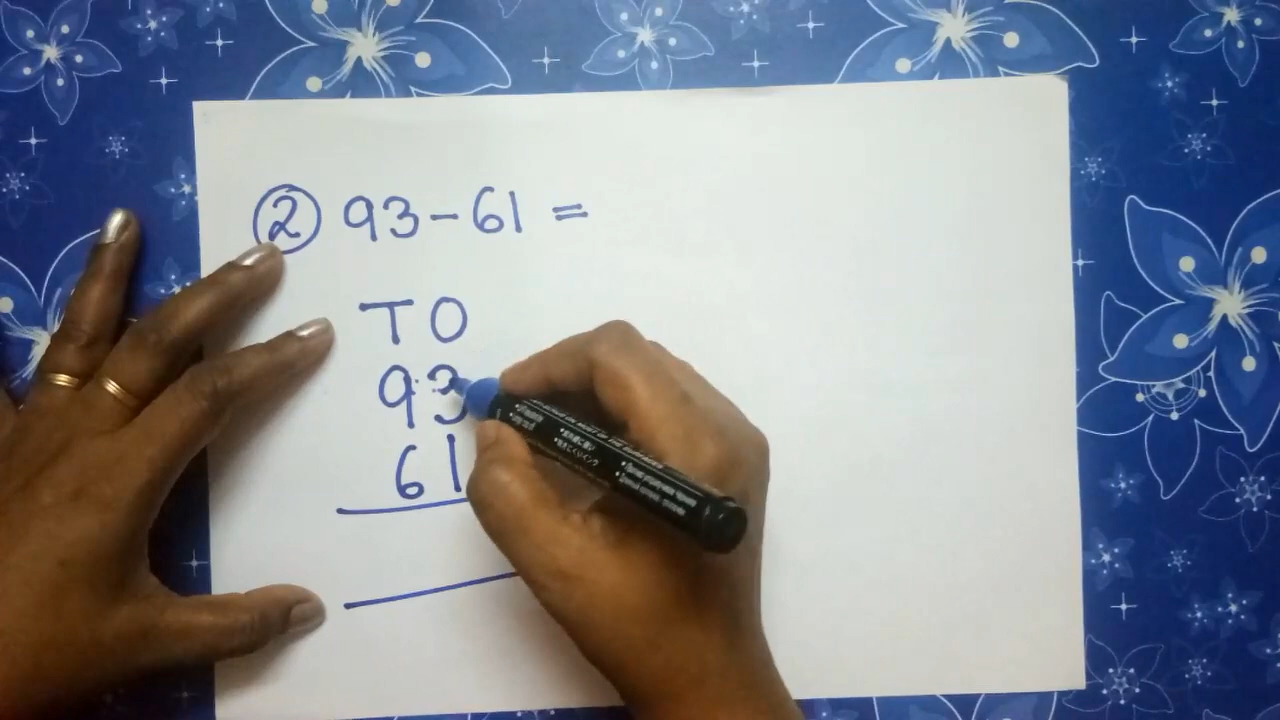 ② 93-61 =
T O
93
61